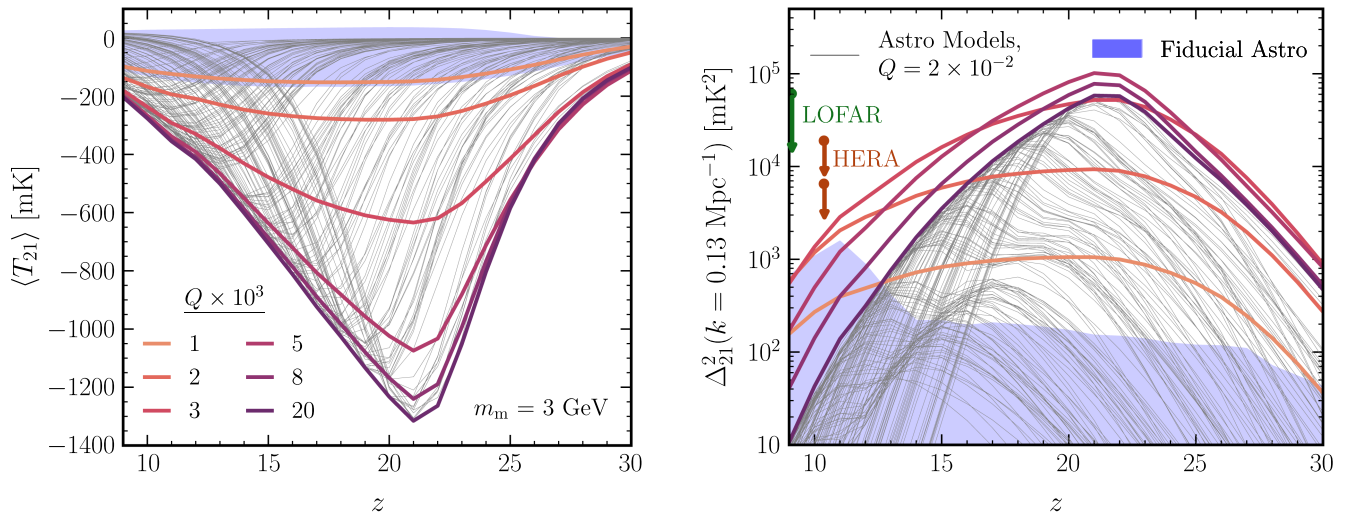 0
−200
−400
−600
−800
−1000
−1200
−1400
⟨T₂₁⟩ [mK]
Q × 10³
1 5
2 8
3 20
mₘ = 3 GeV
10 15 20 25 30
z
Δ²₂₁(k = 0.13 Mpc⁻¹) [mK²]
10⁵
10⁴
10³
10²
10
Astro Models,
Q = 2 × 10⁻²
Fiducial Astro
LOFAR
HERA
10 15 20 25 30
z